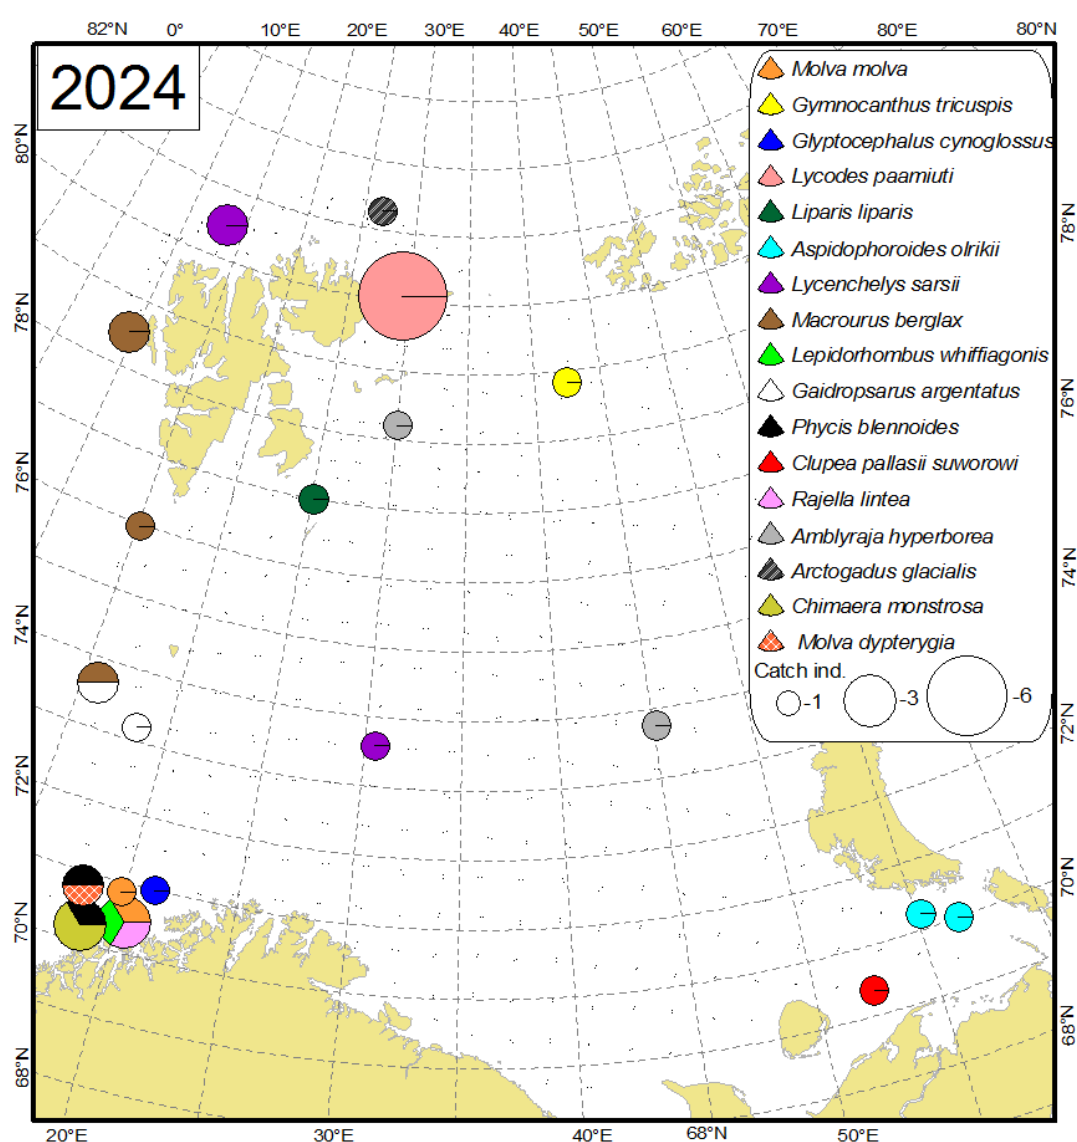 82°N 0° 10°E 20°E 30°E 40°E 50°E 60°E 70°E 80°E 80°N
2024
Molva molva
Gymnocanthus tricuspis
Glyptocephalus cynoglossus
Lycodes paamiuti
Liparis liparis
Aspidophoroides olrikii
Lycenchelys sarsii
Macrourus berglax
Lepidorhombus whiffiagonis
Gaidropsarus argentatus
Phycis blennoides
Clupea pallasii suworowi
Rajella lintea
Amblyraja hyperborea
Arctogadus glacialis
Chimaera monstrosa
Molva dypterygia
Catch ind.
-1 -3 -6
80°N
78°N
76°N
74°N
72°N
70°N
68°N
78°N
76°N
74°N
72°N
70°N
68°N
20°E 30°E 40°E 68°N 50°E